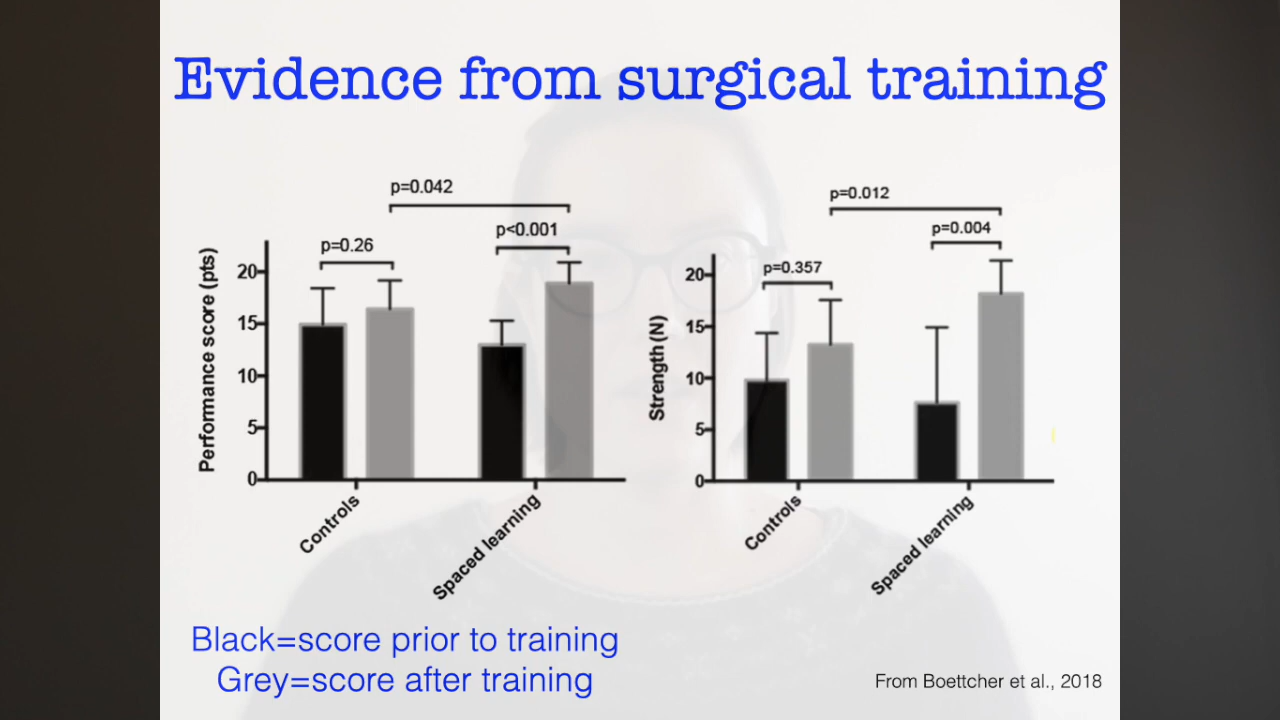 Evidence from surgical training
p=0.042
p=0.26
p<0.001
Performance score (pts)
20
15
10
5
0
Controls
Spaced learning
p=0.012
p=0.004
p=0.357
Strength (N)
20
15
10
5
0
Controls
Spaced learning
Black=score prior to training
Grey=score after training
From Boettcher et al., 2018